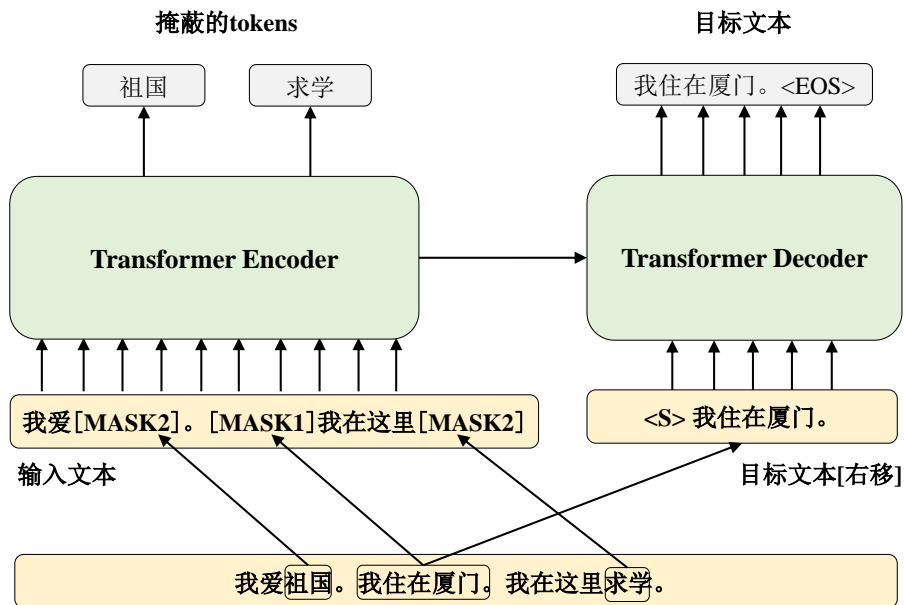 掩蔽的tokens
目标文本
祖国
求学
我住在厦门。<EOS>
Transformer Encoder
Transformer Decoder
我爱[MASK2]。[MASK1]我在这里[MASK2]
<S> 我住在厦门。
输入文本
目标文本[右移]
我爱祖国。我住在厦门。我在这里求学。